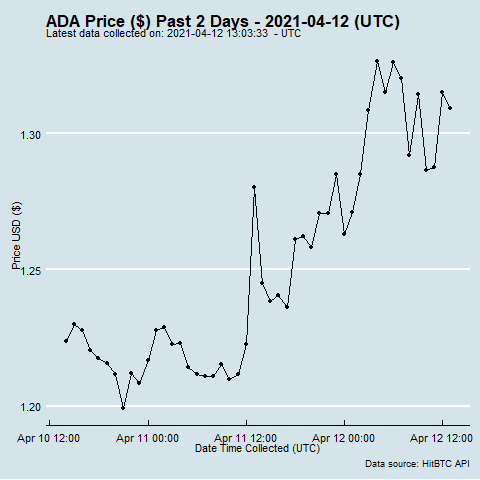 ADA Price ($) Past 2 Days - 2021-04-12 (UTC)
Latest data collected on: 2021-04-12 13:03:33  - UTC
1.30
1.25
1.20
Price USD ($)
Apr 10 12:00 Apr 11 00:00 Apr 11 12:00 Apr 12 00:00 Apr 12 12:00
Date Time Collected (UTC)
Data source: HitBTC API